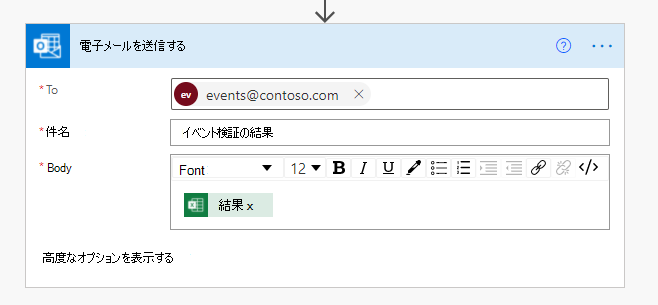 電子メールを送信する
*To
ev events@contoso.com
*件名
イベント検証の結果
*Body
Font 12 B I U
結果 x
高度なオプションを表示する